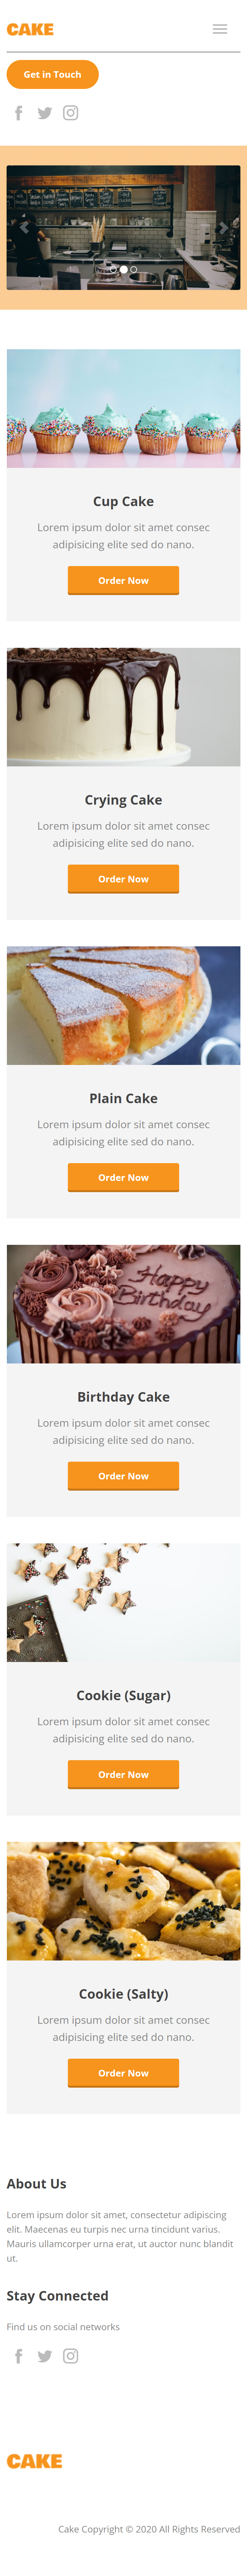 CAKE
Get in Touch
Cup Cake
Lorem ipsum dolor sit amet consec
adipisicing elite sed do nano.
Order Now
Crying Cake
Lorem ipsum dolor sit amet consec
adipisicing elite sed do nano.
Order Now
Plain Cake
Lorem ipsum dolor sit amet consec
adipisicing elite sed do nano.
Order Now
Happy
Birthday
Birthday Cake
Lorem ipsum dolor sit amet consec
adipisicing elite sed do nano.
Order Now
Cookie (Sugar)
Lorem ipsum dolor sit amet consec
adipisicing elite sed do nano.
Order Now
Cookie (Salty)
Lorem ipsum dolor sit amet consec
adipisicing elite sed do nano.
Order Now
About Us
Lorem ipsum dolor sit amet, consectetur adipiscing
elit. Maecenas eu turpis nec urna tincidunt varius.
Mauris ullamcorper urna erat, ut auctor nunc blandit
ut.
Stay Connected
Find us on social networks
CAKE
Cake Copyright © 2020 All Rights Reserved